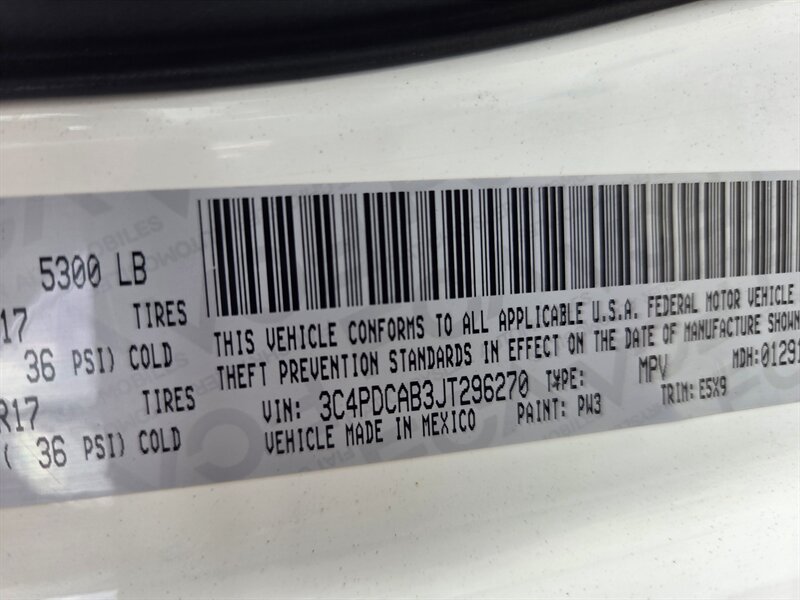 5300 LB
17 TIRES
36 PSI) COLD
R17 TIRES
( 36 PSI) COLD
THIS VEHICLE CONFORMS TO ALL APPLICABLE U.S.A. FEDERAL MOTOR VEHICLE
THEFT PREVENTION STANDARDS IN EFFECT ON THE DATE OF MANUFACTURE SHOWN
VIN: 3C4PDCAB3JT296270 TYPE: MPV MDH:01291
VEHICLE MADE IN MEXICO PAINT: PW3 TRIM: E5X9